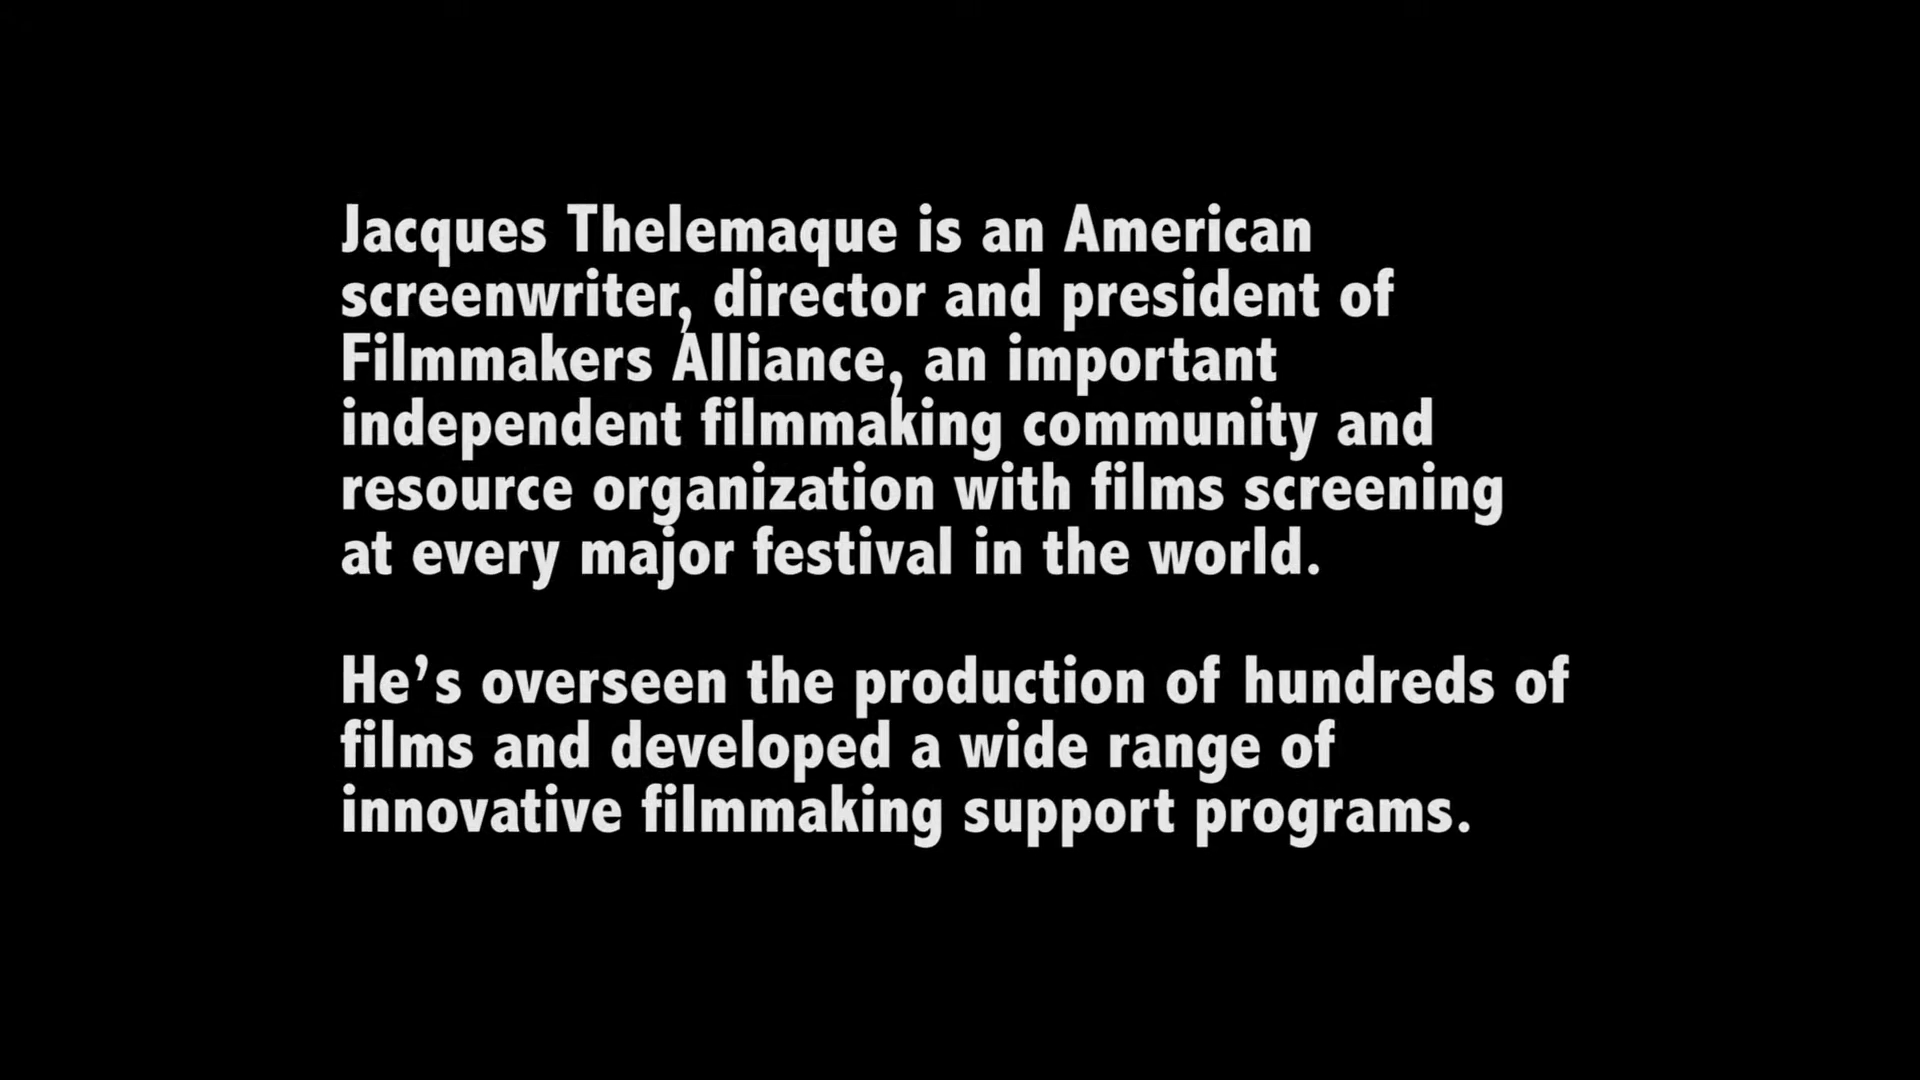 Jacques Thelemaque is an American
screenwriter, director and president of
Filmmakers Alliance, an important
independent filmmaking community and
resource organization with films screening
at every major festival in the world.
He’s overseen the production of hundreds of
films and developed a wide range of
innovative filmmaking support programs.